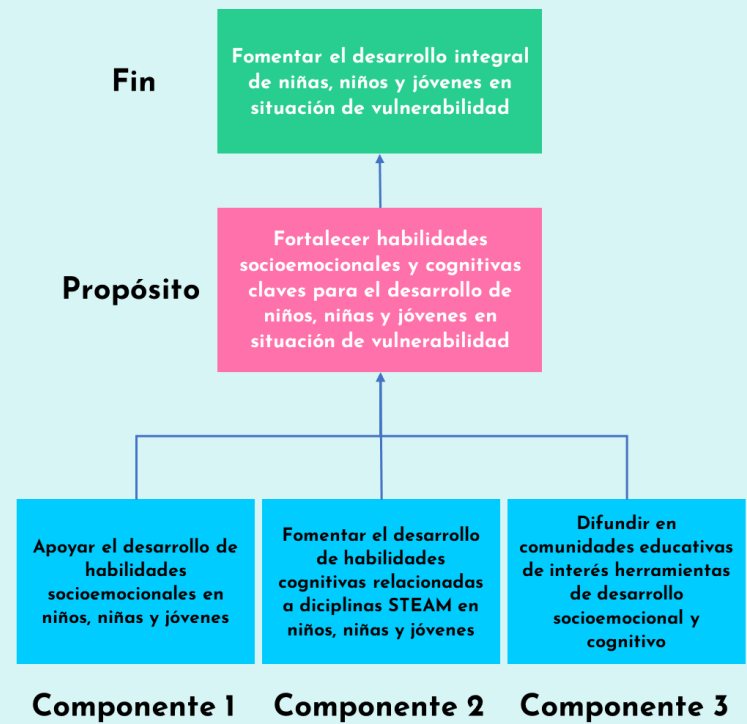 Fin
Fomentar el desarrollo integral
de niñas, niños y jóvenes en
situación de vulnerabilidad
Propósito
Fortalecer habilidades
socioemocionales y cognitivas
claves para el desarrollo de
niños, niñas y jóvenes en
situación de vulnerabilidad
Apoyar el desarrollo de
habilidades
socioemocionales en
niños, niñas y jóvenes
Fomentar el desarrollo
de habilidades
cognitivas relacionadas
a diciplinas STEAM en
niños, niñas y jóvenes
Difundir en
comunidades educativas
de interés herramientas
de desarrollo
socioemocional y
cognitivo
Componente 1
Componente 2
Componente 3